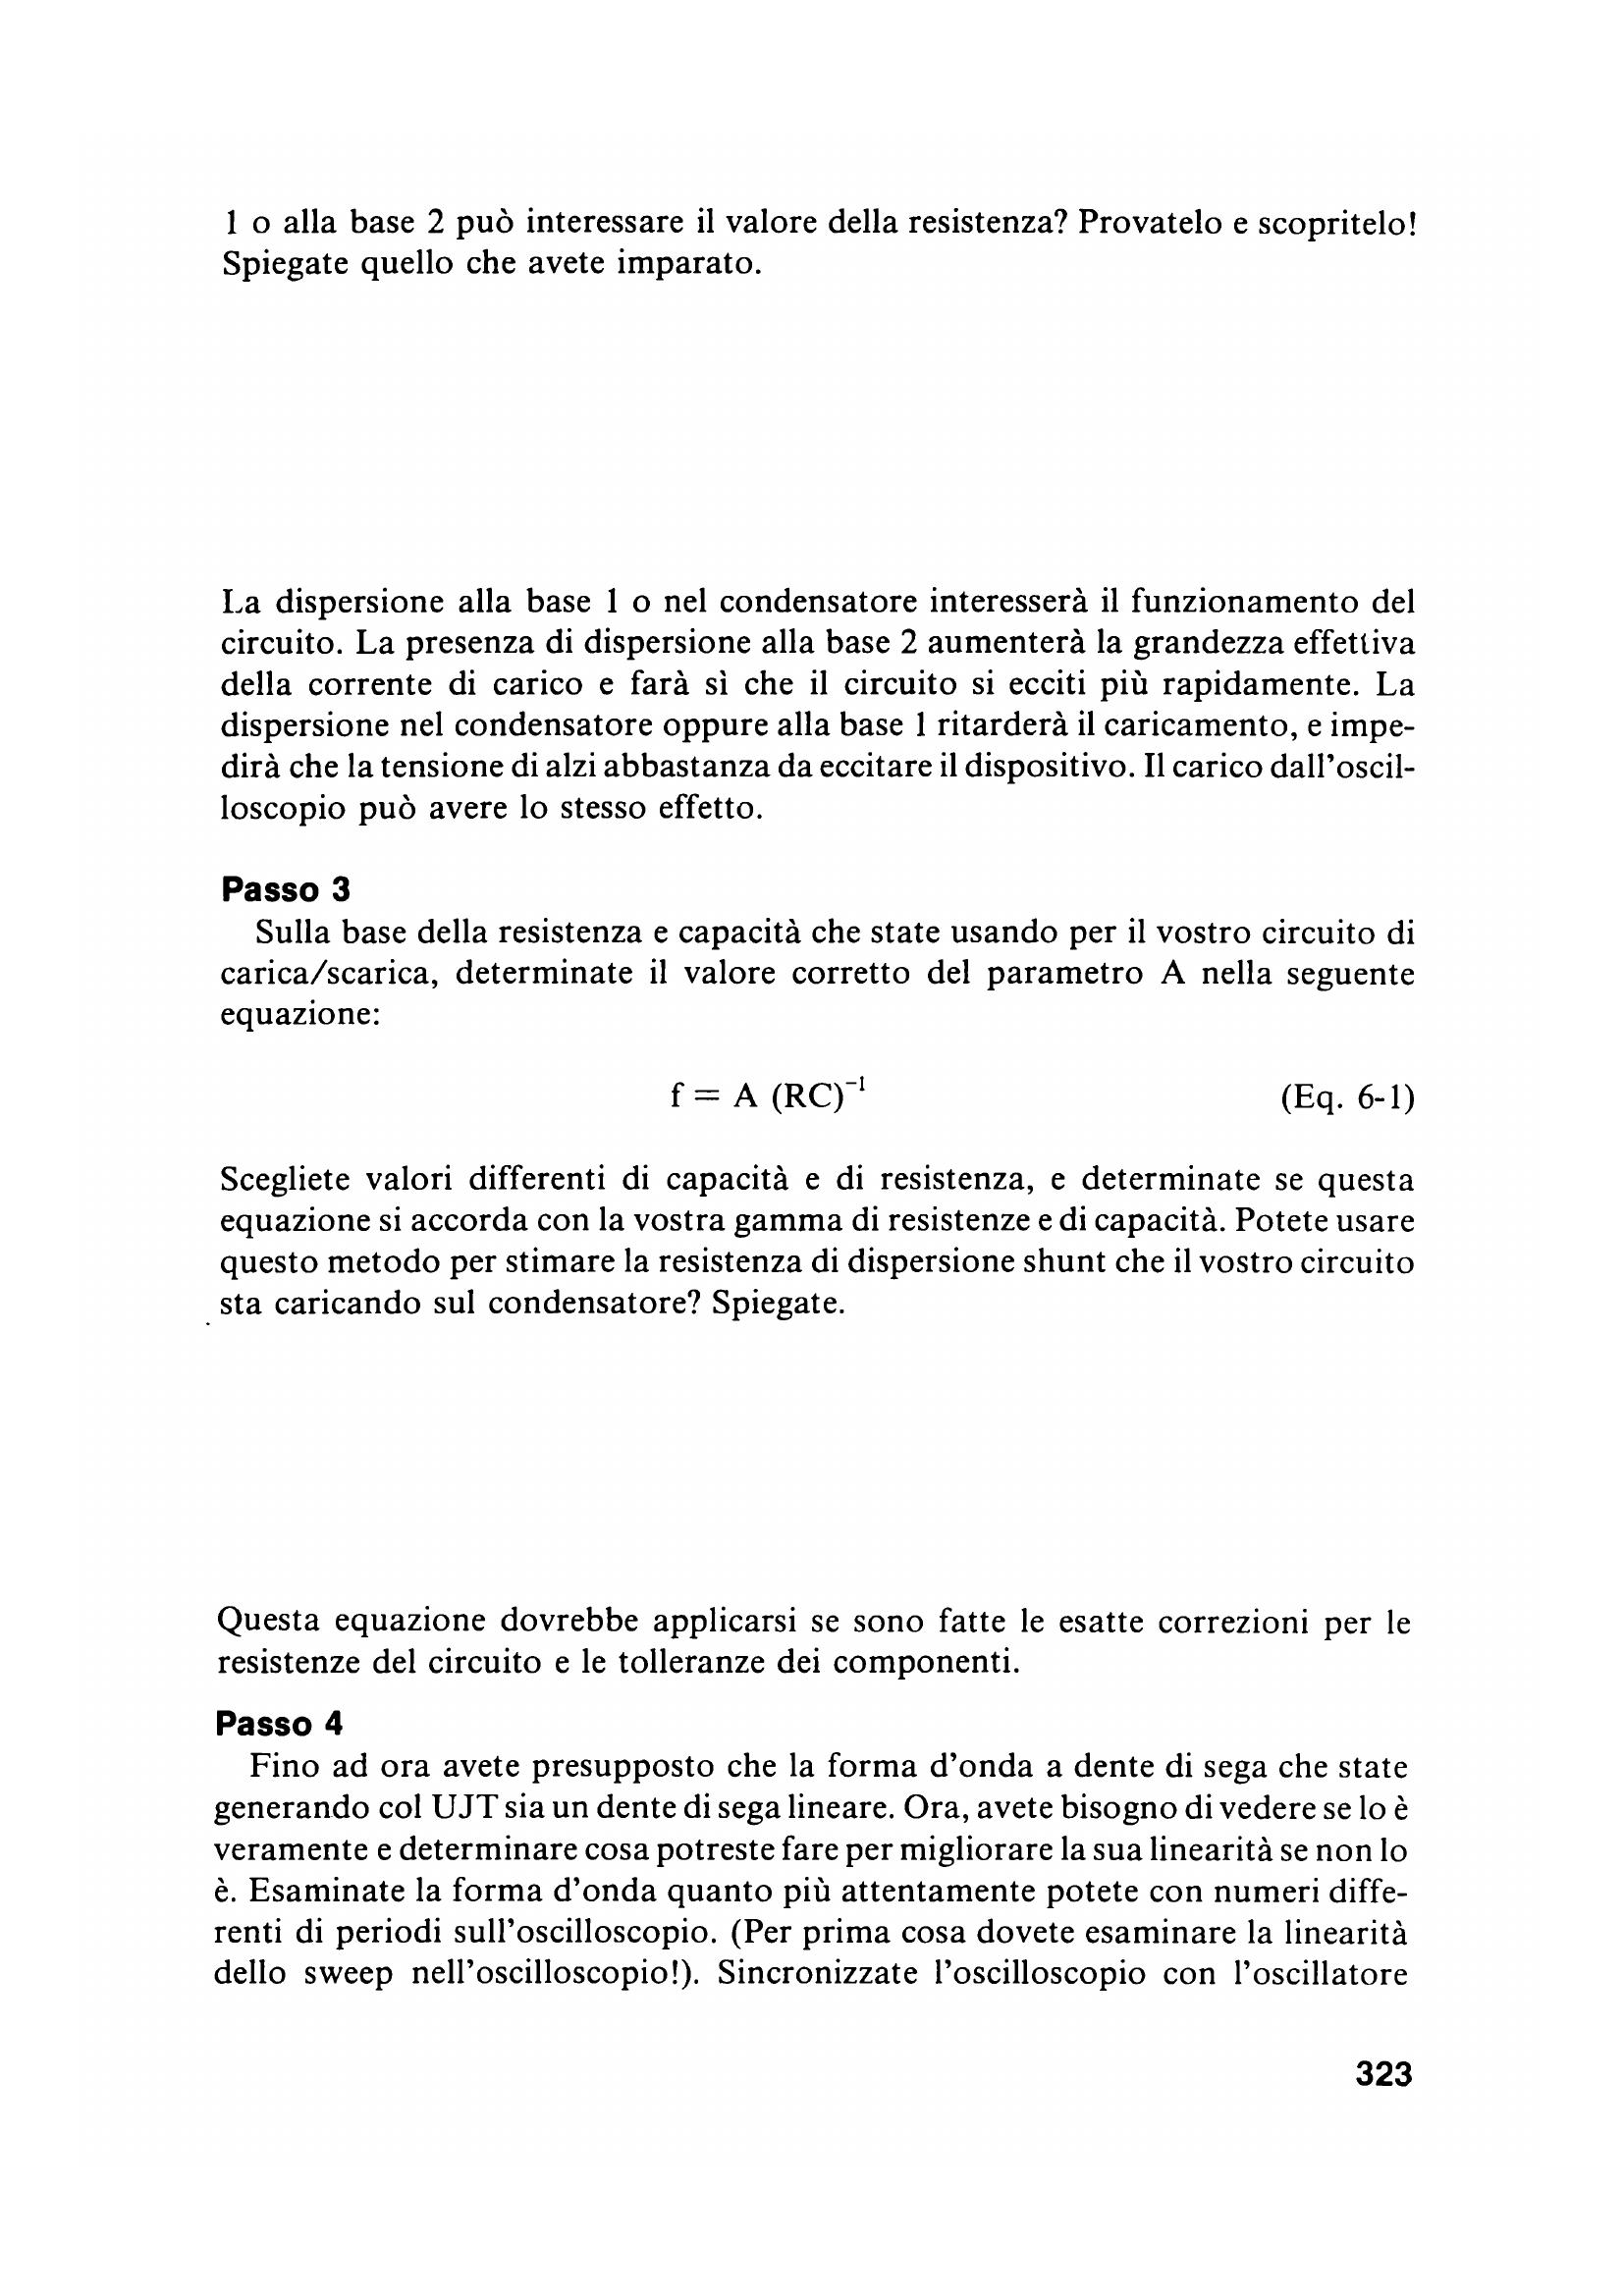 1 o alla base 2 può interessare il valore della resistenza? Provatelo e scopritelo!
Spiegate quello che avete imparato.
La dispersione alla base 1 o nel condensatore interesserà il funzionamento del
circuito. La presenza di dispersione alla base 2 aumenterà la grandezza effettiva
della corrente di carico e farà sì che il circuito si ecciti più rapidamente. La
dispersione nel condensatore oppure alla base 1 ritarderà il caricamento, e impe-
dirà che la tensione di alzi abbastanza da eccitare il dispositivo. Il carico dall'oscil-
loscopio può avere lo stesso effetto.
Passo 3
Sulla base della resistenza e capacità che state usando per il vostro circuito di
carica/scarica, determinate il valore corretto del parametro A nella seguente
equazione:
f = A (RC)⁻¹ (Eq. 6-1)
Scegliete valori differenti di capacità e di resistenza, e determinate se questa
equazione si accorda con la vostra gamma di resistenze e di capacità. Potete usare
questo metodo per stimare la resistenza di dispersione shunt che il vostro circuito
sta caricando sul condensatore? Spiegate.
Questa equazione dovrebbe applicarsi se sono fatte le esatte correzioni per le
resistenze del circuito e le tolleranze dei componenti.
Passo 4
Fino ad ora avete presupposto che la forma d'onda a dente di sega che state
generando col UJT sia un dente di sega lineare. Ora, avete bisogno di vedere se lo è
veramente e determinare cosa potreste fare per migliorare la sua linearità se non lo
è. Esaminate la forma d'onda quanto più attentamente potete con numeri diffe-
renti di periodi sull'oscilloscopio. (Per prima cosa dovete esaminare la linearità
dello sweep nell'oscilloscopio!). Sincronizzate l'oscilloscopio con l'oscillatore
323